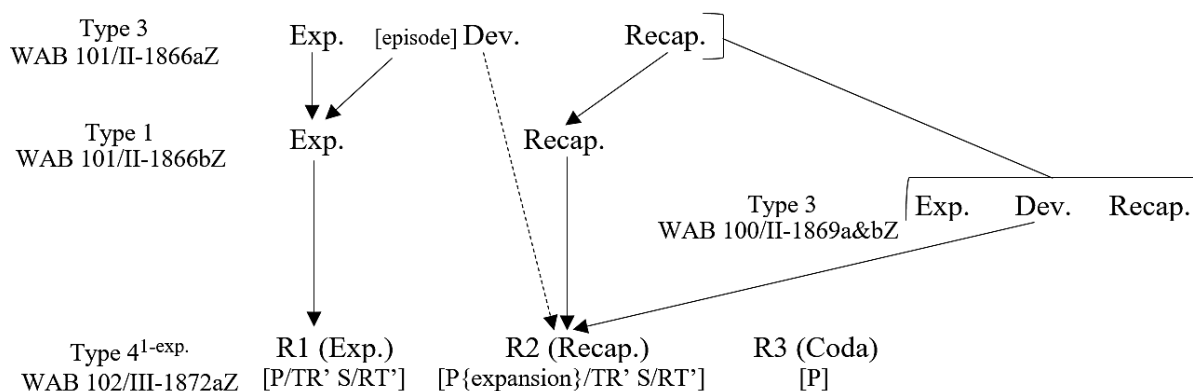 Type 3 Exp. [episode] Dev. Recap.
WAB 101/II-1866aZ
Type 1 Exp. Recap.
WAB 101/II-1866bZ
Type 3 Exp. Dev. Recap.
WAB 100/II-1869a&bZ
Type 4^1-exp. R1 (Exp.) R2 (Recap.) R3 (Coda)
WAB 102/III-1872aZ [P/TR’ S/RT’] [P{expansion}/TR’ S/RT’] [P]